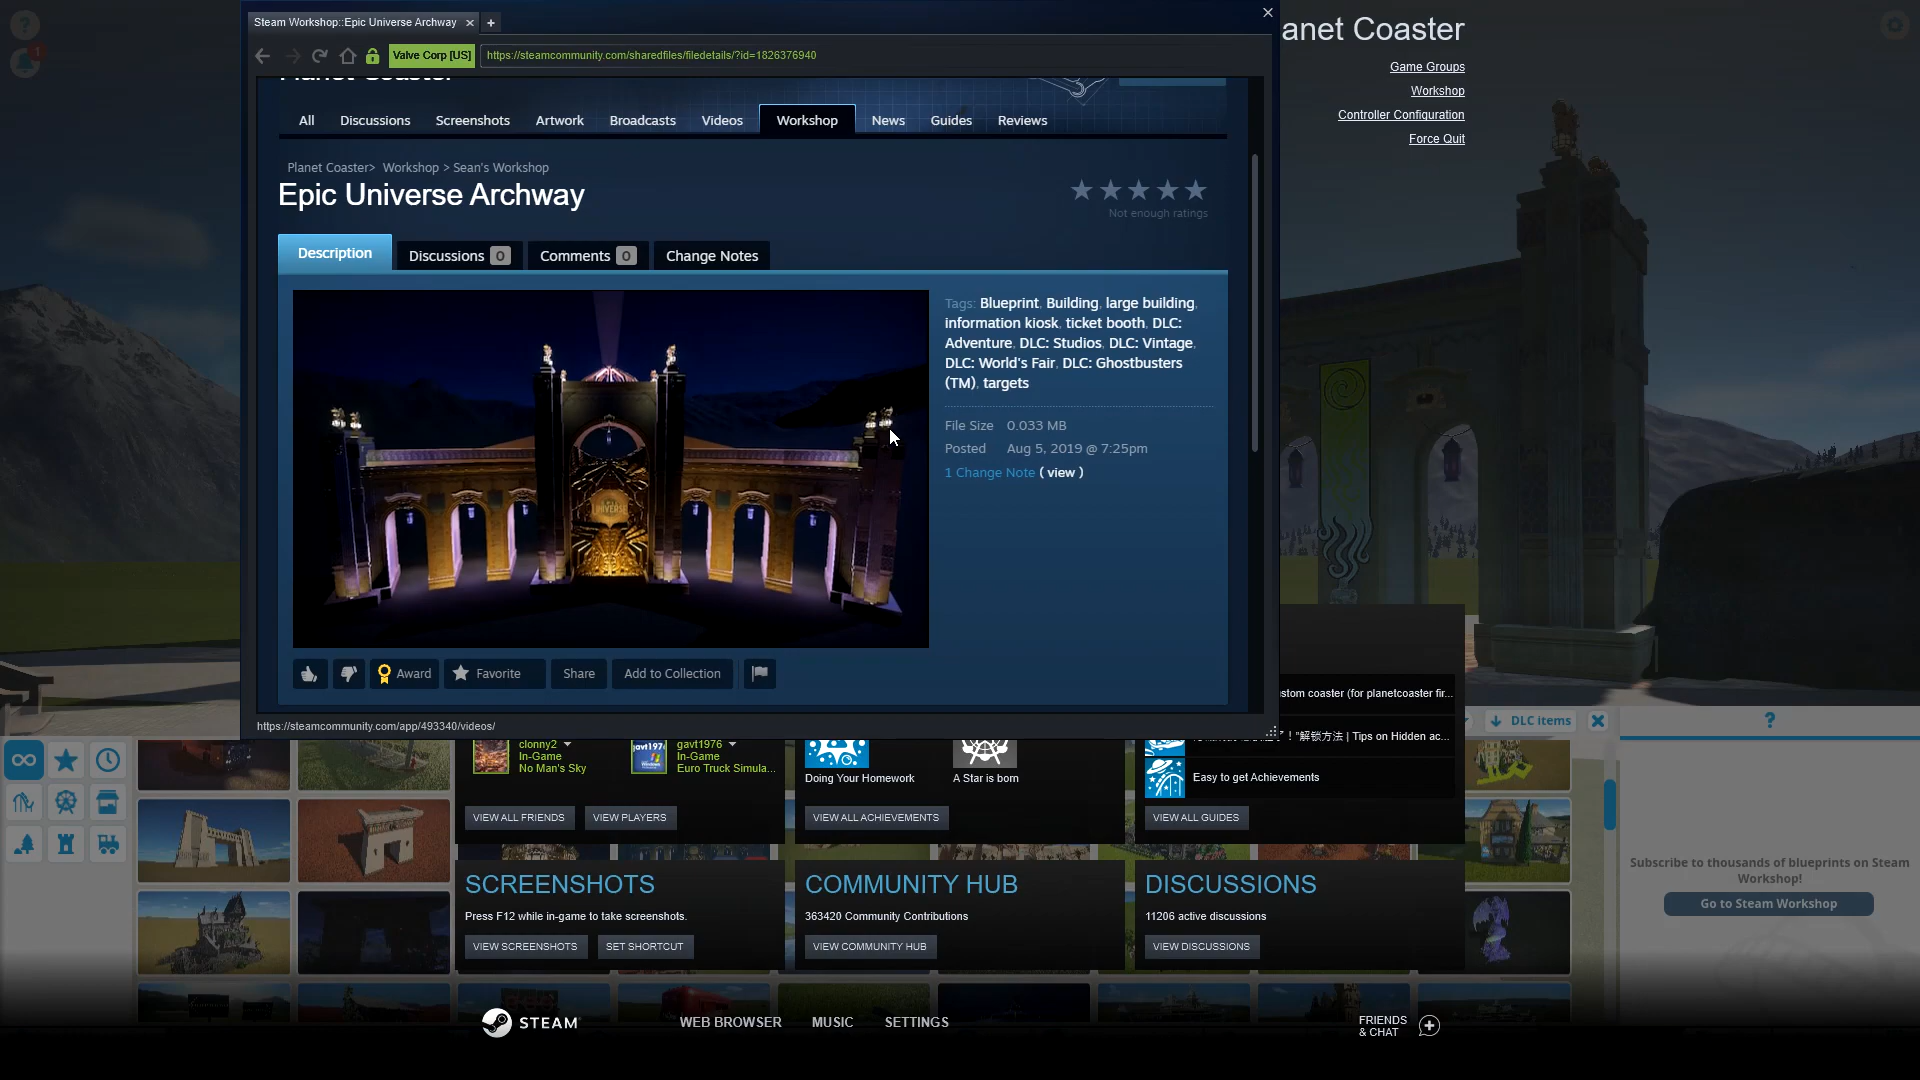 Steam Workshop::Epic Universe Archway
Valve Corp [US]
https://steamcommunity.com/sharedfiles/filedetails/?id=1826376940
anet Coaster
Game Groups
Workshop
Controller Configuration
Force Quit
All
Discussions
Screenshots
Artwork
Broadcasts
Videos
Workshop
News
Guides
Reviews
Planet Coaster> Workshop > Sean's Workshop
Epic Universe Archway
Not enough ratings
Description
Discussions 0
Comments 0
Change Notes
Tags: Blueprint, Building, large building,
information kiosk, ticket booth, DLC:
Adventure, DLC: Studios, DLC: Vintage,
DLC: World's Fair, DLC: Ghostbusters
(TM), targets
File Size 0.033 MB
Posted Aug 5, 2019 @ 7:25pm
1 Change Note ( view )
UNIVERSE
Award
Favorite
Share
Add to Collection
https://steamcommunity.com/app/493340/videos/
stom coaster (for planetcoaster fir...
！"解锁方法 | Tips on Hidden ac...
Easy to get Achievements
VIEW ALL GUIDES
DLC items
?
clonny2
In-Game
No Man's Sky
gavt1976
In-Game
Euro Truck Simula...
VIEW ALL FRIENDS
VIEW PLAYERS
Doing Your Homework
A Star is born
VIEW ALL ACHIEVEMENTS
SCREENSHOTS
Press F12 while in-game to take screenshots.
VIEW SCREENSHOTS
SET SHORTCUT
COMMUNITY HUB
363420 Community Contributions
VIEW COMMUNITY HUB
DISCUSSIONS
11206 active discussions
VIEW DISCUSSIONS
Subscribe to thousands of blueprints on Steam
Workshop!
Go to Steam Workshop
STEAM
WEB BROWSER
MUSIC
SETTINGS
FRIENDS
& CHAT